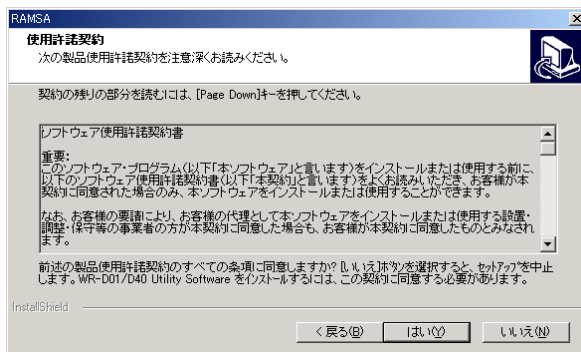 RAMSA
使用許諾契約
次の製品使用許諾契約を注意深くお読みください。
契約の残りの部分を読むには、[Page Down]キーを押してください。
ソフトウェア使用許諾契約書
重要:
このソフトウェア・プログラム(以下「本ソフトウェア」と言います)をインストールまたは使用する前に、
以下のソフトウェア使用許諾契約書(以下「本契約」と言います)をよくお読みいただき、お客様が本
契約に同意された場合のみ、本ソフトウェアをインストールまたは使用することができます。
なお、お客様の要請により、お客様の代理として本ソフトウェアをインストールまたは使用する設置・
調整・保守等の事業者の方が本契約に同意した場合も、お客様が本契約に同意したものとみなされ
ます。
前述の製品使用許諾契約のすべての条項に同意しますか?[いいえ]ボタンを選択すると、セットアップを中止
します。WR-D01/D40 Utility Software をインストールするには、この契約に同意する必要があります。
InstallShield
< 戻る(B)
はい(Y)
いいえ(N)